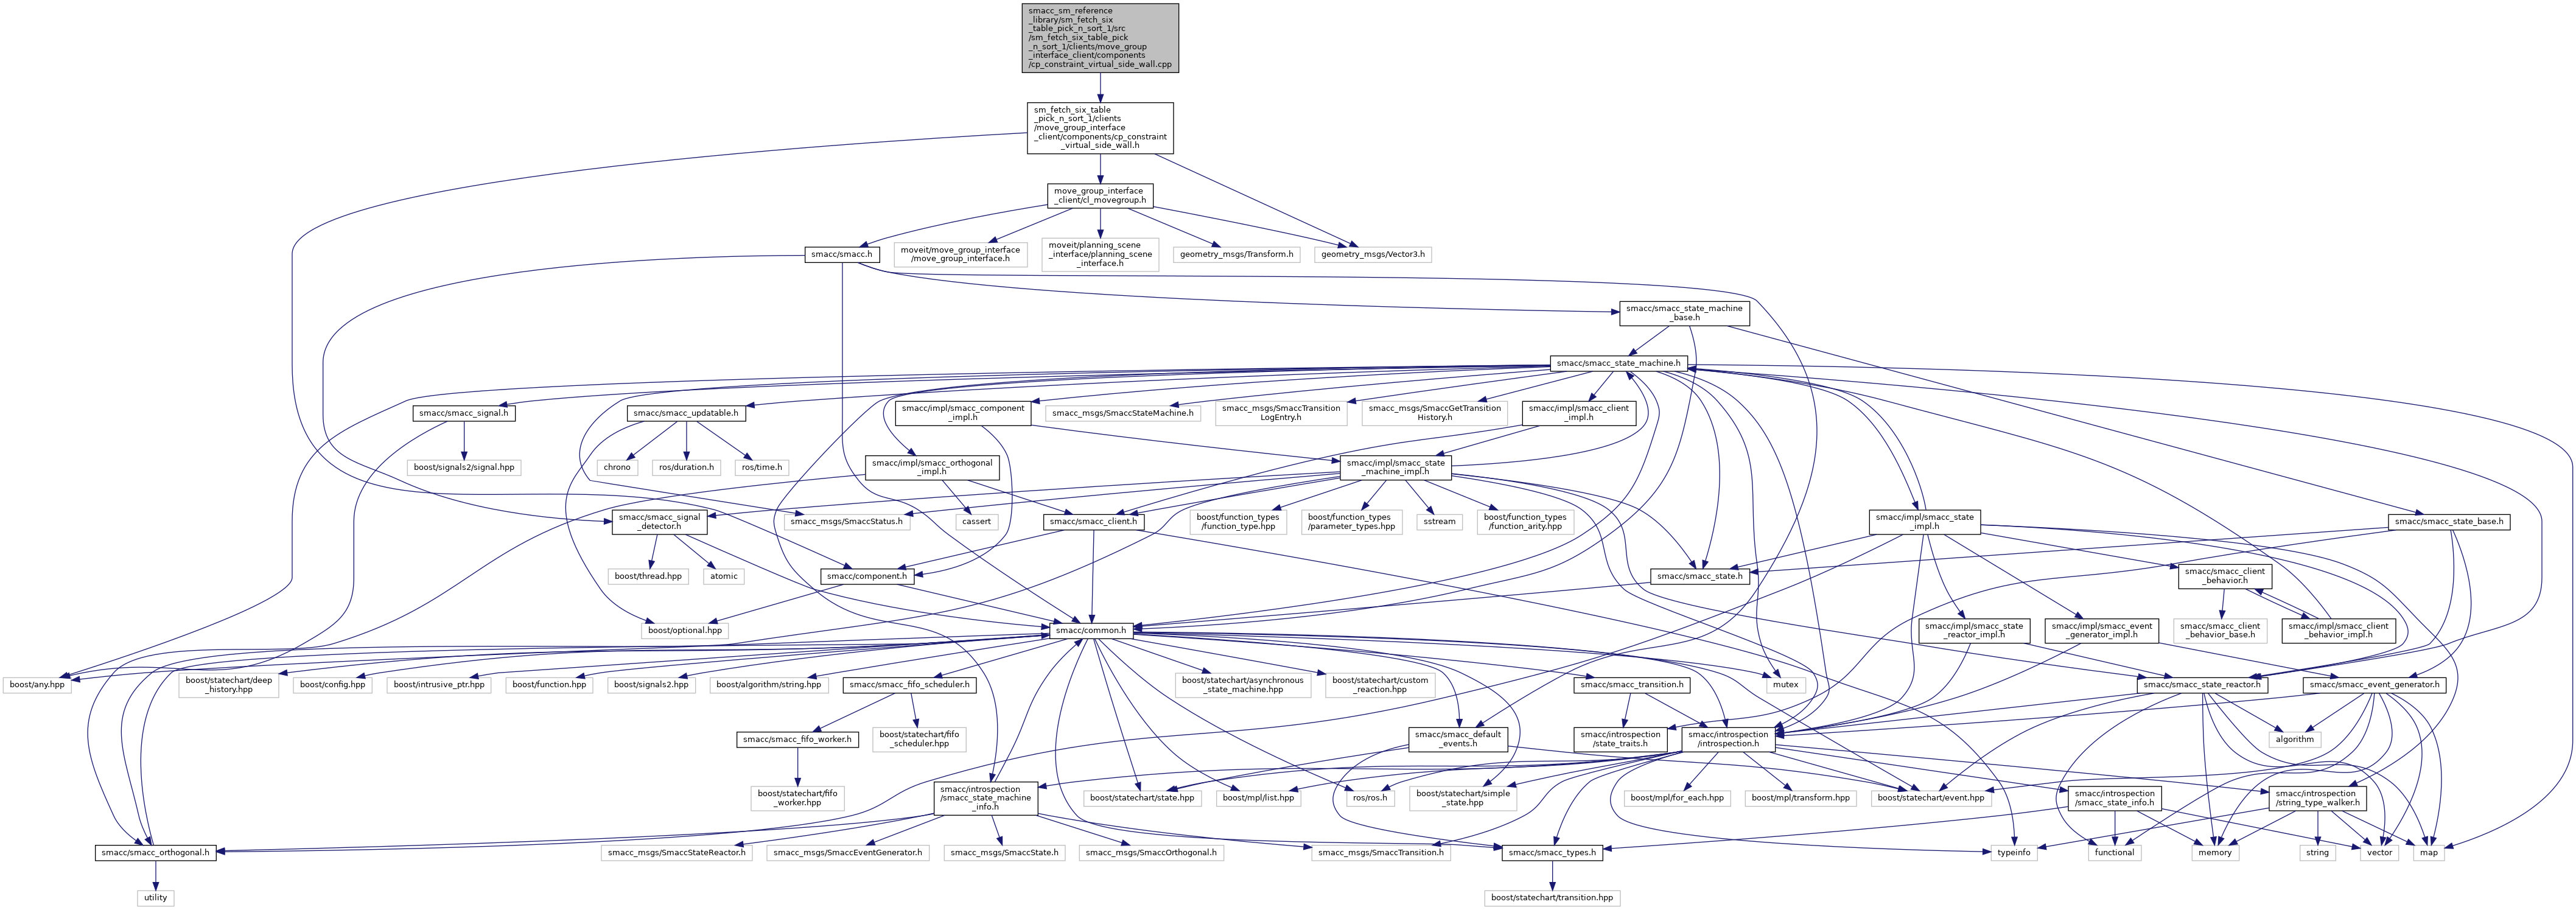 smacc_sm_reference
_library/sm_fetch_six
_table_pick_n_sort_1/src
/sm_fetch_six_table_pick
_n_sort_1/clients/move_group
_interface_client/components
/cp_constraint_virtual_side_wall.cpp
sm_fetch_six_table
_pick_n_sort_1/clients
/move_group_interface
_client/components/cp_constraint
_virtual_side_wall.h
move_group_interface
_client/cl_movegroup.h
smacc/smacc.h
moveit/move_group_interface
/move_group_interface.h
moveit/planning_scene
_interface/planning_scene
_interface.h
geometry_msgs/Transform.h
geometry_msgs/Vector3.h
smacc/smacc_state_machine
_base.h
smacc/smacc_state_machine.h
smacc/smacc_signal.h
smacc/smacc_updatable.h
smacc/impl/smacc_component
_impl.h
smacc_msgs/SmaccStateMachine.h
smacc_msgs/SmaccTransition
LogEntry.h
smacc_msgs/SmaccGetTransition
History.h
smacc/impl/smacc_client
_impl.h
boost/signals2/signal.hpp
chrono
ros/duration.h
ros/time.h
smacc/impl/smacc_orthogonal
_impl.h
smacc/impl/smacc_state
_machine_impl.h
smacc/smacc_signal
_detector.h
smacc_msgs/SmaccStatus.h
cassert
smacc/smacc_client.h
boost/function_types
/function_type.hpp
boost/function_types
/parameter_types.hpp
sstream
boost/function_types
/function_arity.hpp
smacc/impl/smacc_state
_impl.h
smacc/smacc_state_base.h
boost/thread.hpp
atomic
smacc/component.h
smacc/smacc_state.h
smacc/smacc_client
_behavior.h
boost/optional.hpp
smacc/common.h
smacc/impl/smacc_state
_reactor_impl.h
smacc/impl/smacc_event
_generator_impl.h
smacc/smacc_client
_behavior_base.h
smacc/impl/smacc_client
_behavior_impl.h
boost/any.hpp
boost/statechart/deep
_history.hpp
boost/config.hpp
boost/intrusive_ptr.hpp
boost/function.hpp
boost/signals2.hpp
boost/algorithm/string.hpp
smacc/smacc_fifo_scheduler.h
boost/statechart/asynchronous
_state_machine.hpp
boost/statechart/custom
_reaction.hpp
smacc/smacc_transition.h
mutex
smacc/smacc_state_reactor.h
smacc/smacc_event_generator.h
smacc/smacc_fifo_worker.h
boost/statechart/fifo
_scheduler.hpp
smacc/smacc_default
_events.h
smacc/introspection
/state_traits.h
smacc/introspection
/introspection.h
algorithm
boost/statechart/fifo
_worker.hpp
smacc/introspection
/smacc_state_machine
_info.h
boost/statechart/state.hpp
boost/mpl/list.hpp
ros/ros.h
boost/statechart/simple
_state.hpp
boost/mpl/for_each.hpp
boost/mpl/transform.hpp
boost/statechart/event.hpp
smacc/introspection
/smacc_state_info.h
smacc/introspection
/string_type_walker.h
smacc/smacc_orthogonal.h
smacc_msgs/SmaccStateReactor.h
smacc_msgs/SmaccEventGenerator.h
smacc_msgs/SmaccState.h
smacc_msgs/SmaccOrthogonal.h
smacc_msgs/SmaccTransition.h
smacc/smacc_types.h
typeinfo
functional
memory
string
vector
map
utility
boost/statechart/transition.hpp